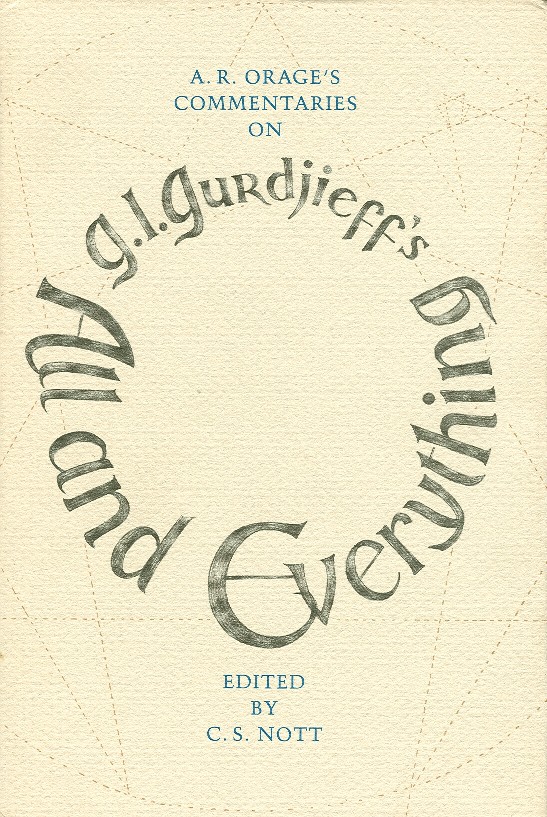 A. R. ORAGE'S
COMMENTARIES
ON
G. I. Gurdjieff's
All and Everything
EDITED
BY
C. S. NOTT